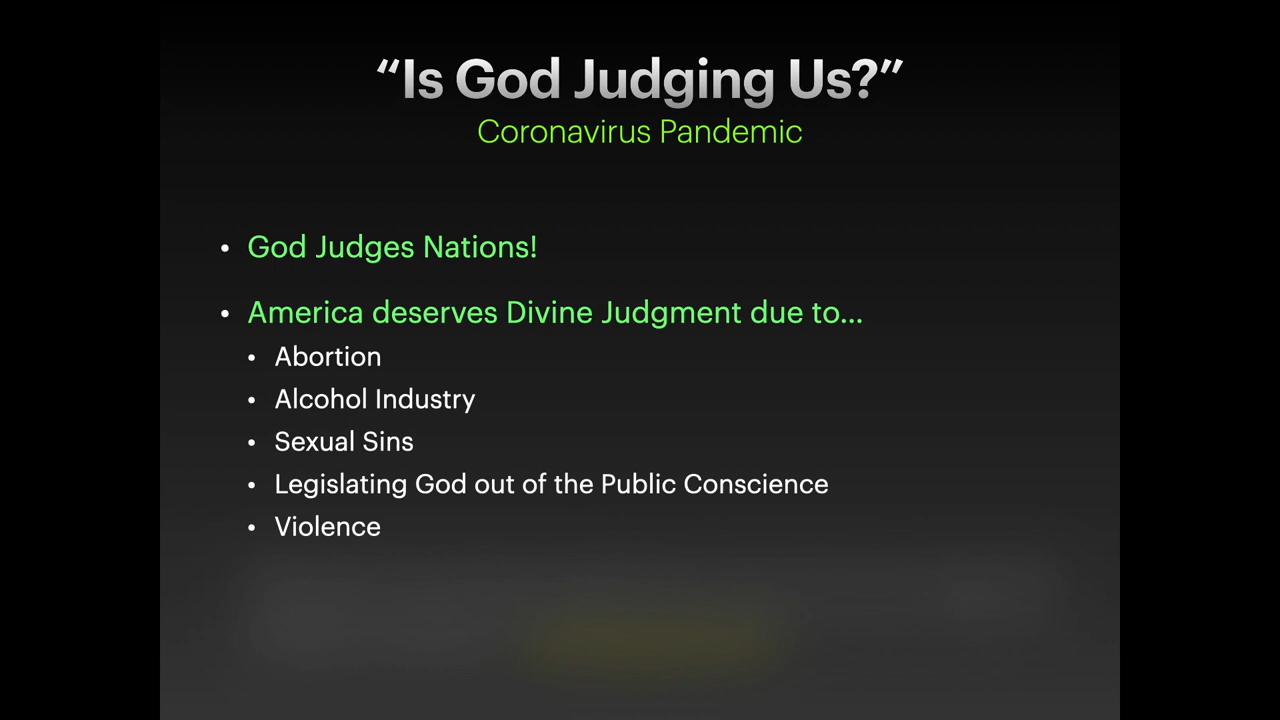 “Is God Judging Us?”
Coronavirus Pandemic
• God Judges Nations!
• America deserves Divine Judgment due to...
• Abortion
• Alcohol Industry
• Sexual Sins
• Legislating God out of the Public Conscience
• Violence